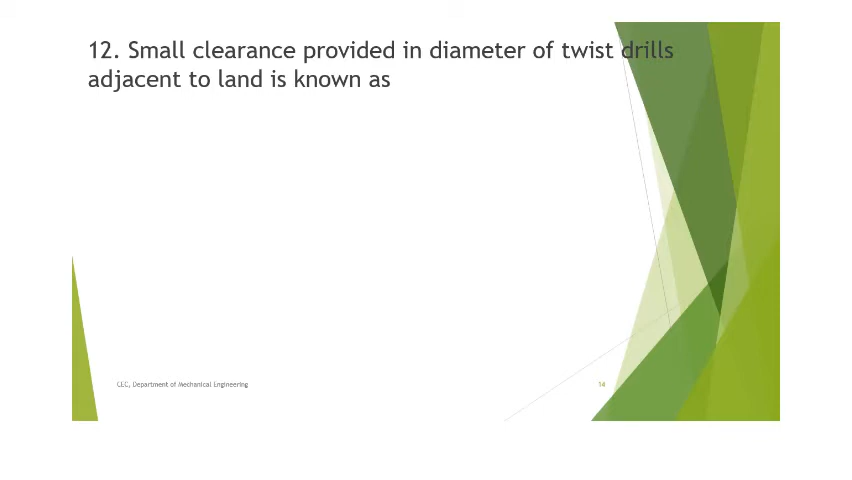 12. Small clearance provided in diameter of twist drills
adjacent to land is known as
CEC, Department of Mechanical Engineering
14